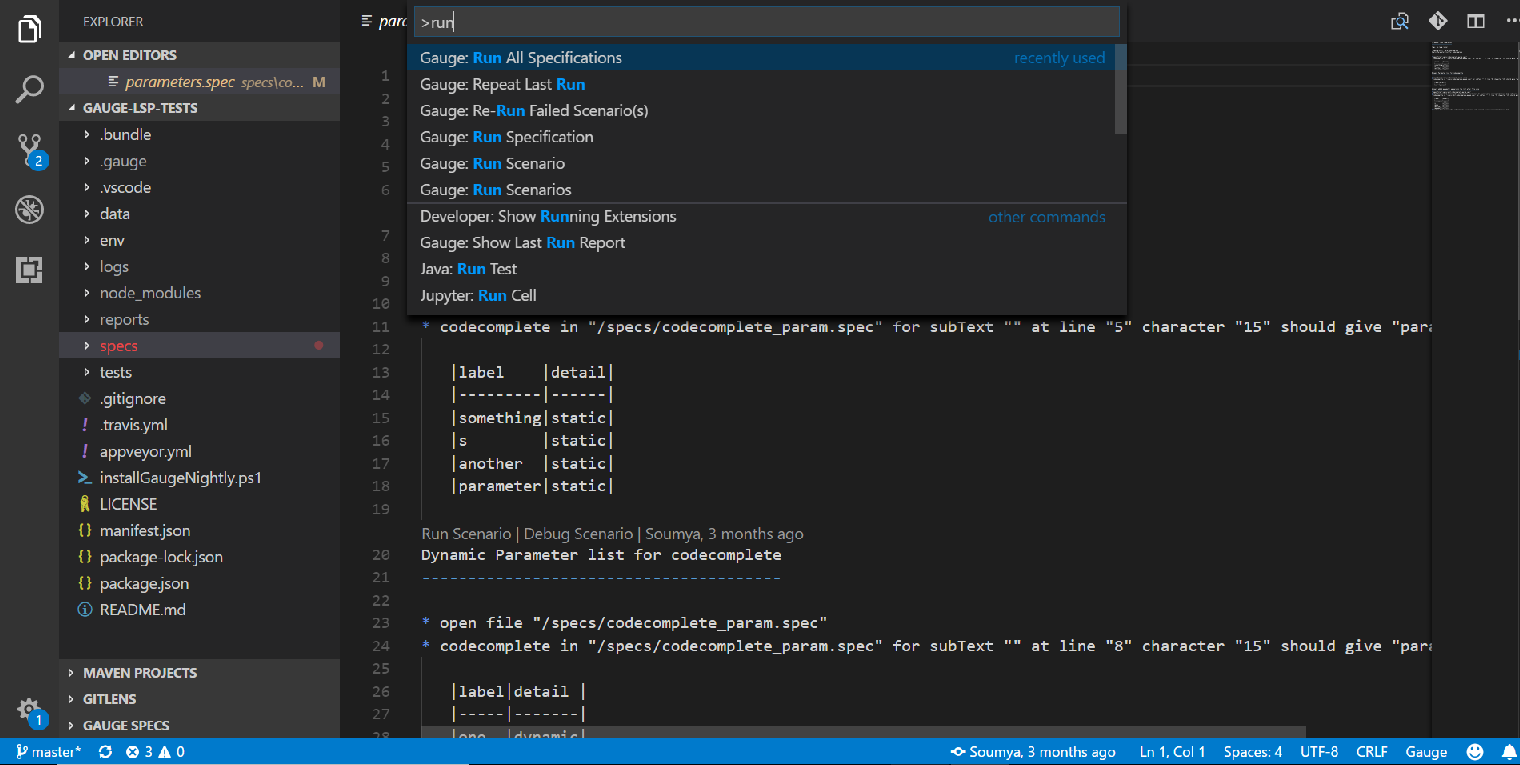 EXPLORER
OPEN EDITORS
parameters.spec specs\co... M
GAUGE-LSP-TESTS
.bundle
.gauge
.vscode
data
env
logs
node_modules
reports
specs
tests
.gitignore
! .travis.yml
! appveyor.yml
installGaugeNightly.ps1
LICENSE
{} manifest.json
{} package-lock.json
{} package.json
README.md
MAVEN PROJECTS
GITLENS
GAUGE SPECS
2
1
>run
Gauge: Run All Specifications recently used
Gauge: Repeat Last Run
Gauge: Re-Run Failed Scenario(s)
Gauge: Run Specification
Gauge: Run Scenario
Gauge: Run Scenarios
Developer: Show Running Extensions other commands
Gauge: Show Last Run Report
Java: Run Test
Jupyter: Run Cell
1
2
3
4
5
6
7
8
9
10
11 * codecomplete in "/specs/codecomplete_param.spec" for subText "" at line "5" character "15" should give "para
12
13 |label    |detail|
14 |---------|------|
15 |something|static|
16 |s        |static|
17 |another  |static|
18 |parameter|static|
19
Run Scenario | Debug Scenario | Soumya, 3 months ago
20 Dynamic Parameter list for codecomplete
21 ---------------------------------------
22
23 * open file "/specs/codecomplete_param.spec"
24 * codecomplete in "/specs/codecomplete_param.spec" for subText "" at line "8" character "15" should give "para
25
26 |label|detail |
27 |-----|-------|
28 |one  |dynamic|
master* 3 0 Soumya, 3 months ago Ln 1, Col 1 Spaces: 4 UTF-8 CRLF Gauge